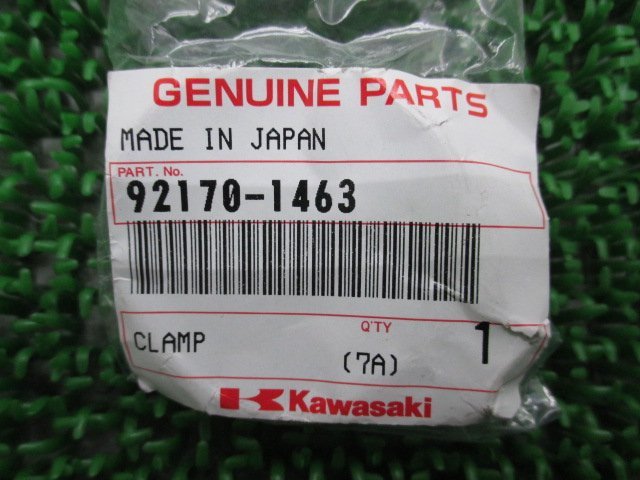 GENUINE PARTS
MADE IN JAPAN
PART. No.
92170-1463
CLAMP
Q'TY
1
(7A)
Kawasaki